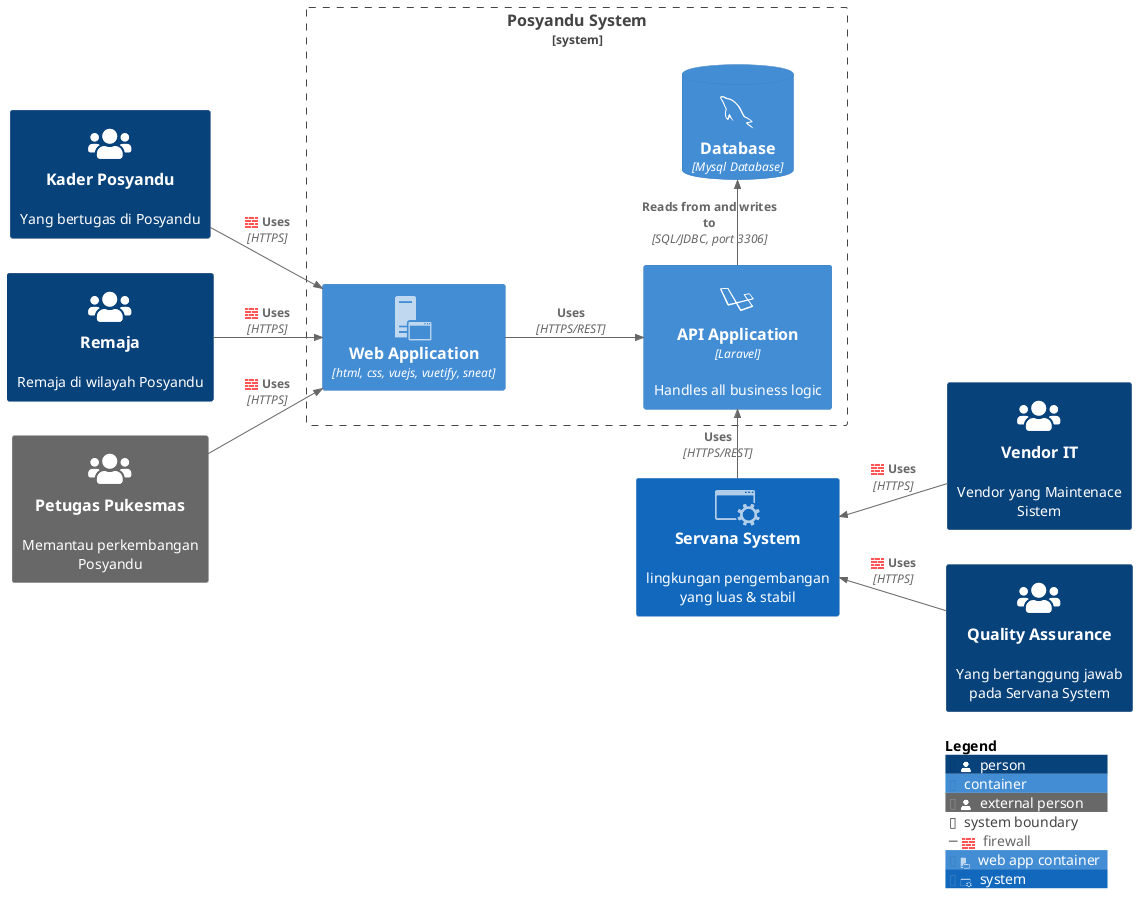 Posyandu System
[system]
Database
[Mysql Database]
Kader Posyandu
Yang bertugas di Posyandu
Uses
[HTTPS]
Reads from and writes
to
[SQL/JDBC, port 3306]
Remaja
Remaja di wilayah Posyandu
Uses
[HTTPS]
Web Application
[html, css, vuejs, vuetify, sneat]
Uses
[HTTPS/REST]
API Application
[Laravel]
Handles all business logic
Petugas Pukesmas
Memantau perkembangan
Posyandu
Uses
[HTTPS]
Uses
[HTTPS/REST]
Servana System
lingkungan pengembangan
yang luas & stabil
Uses
[HTTPS]
Vendor IT
Vendor yang Maintenace
Sistem
Uses
[HTTPS]
Quality Assurance
Yang bertanggung jawab
pada Servana System
Legend
person
container
external person
system boundary
firewall
web app container
system